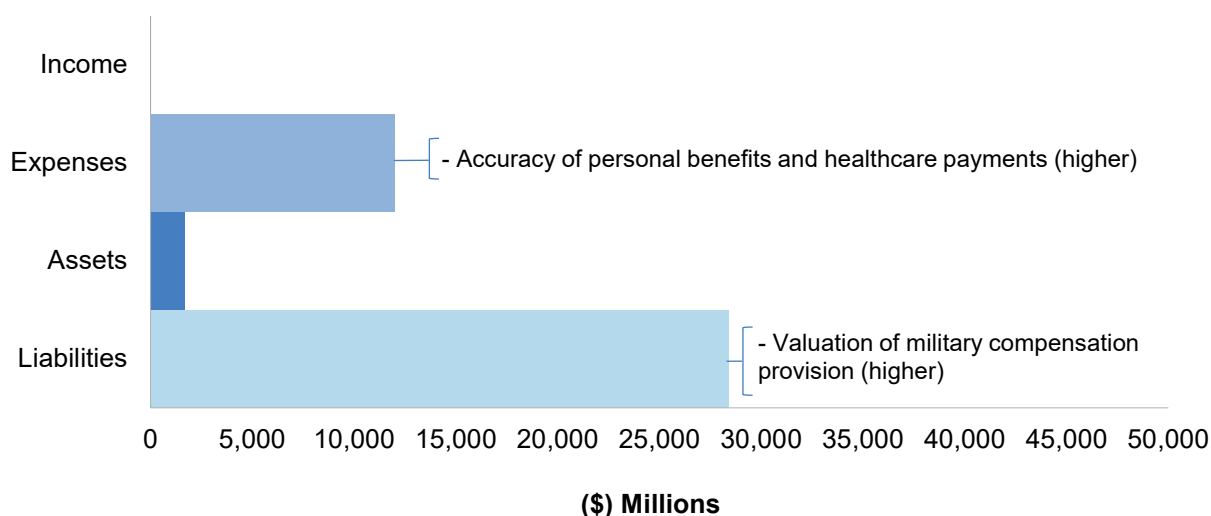 Income
Expenses
- Accuracy of personal benefits and healthcare payments (higher)
Assets
Liabilities
- Valuation of military compensation
provision (higher)
0 5,000 10,000 15,000 20,000 25,000 30,000 35,000 40,000 45,000 50,000
($) Millions